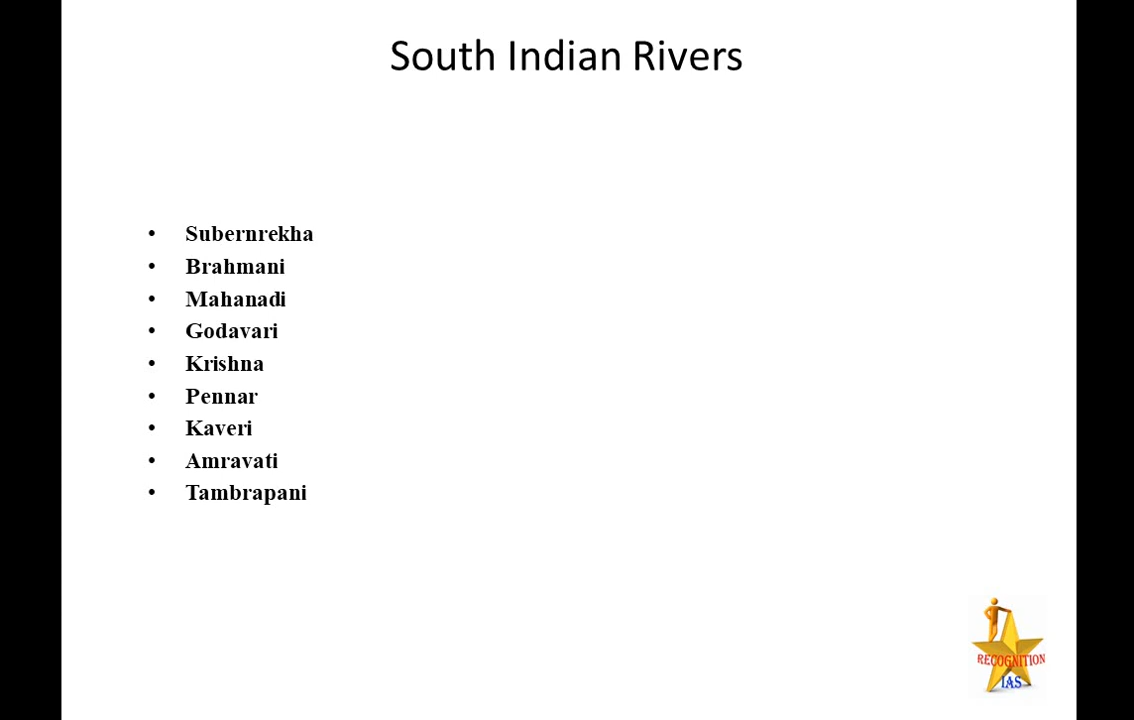 South Indian Rivers
• Subernrekha
• Brahmani
• Mahanadi
• Godavari
• Krishna
• Pennar
• Kaveri
• Amravati
• Tambrapani
RECOGNITION
IAS